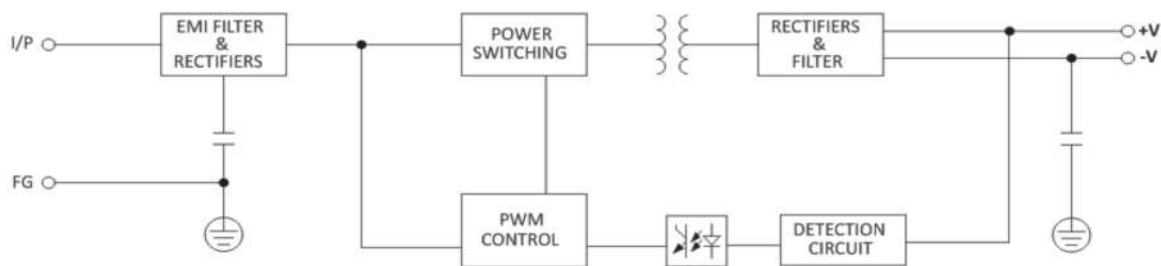 I/P
EMI FILTER
&
RECTIFIERS
POWER
SWITCHING
RECTIFIERS
&
FILTER
+V
-V
FG
PWM
CONTROL
DETECTION
CIRCUIT